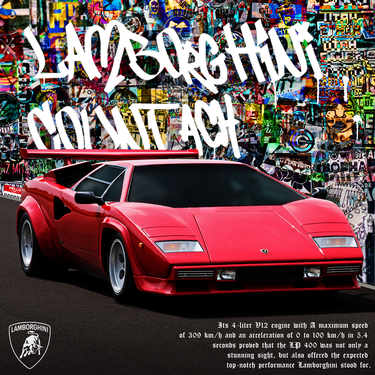 LAMBORGHINI
COUNTACH
Its 4-liter V12 engine with A maximum speed
of 309 km/h and an acceleration of 0 to 100 km/h in 5.4
seconds proved that the LP 400 was not only a
stunning sight, but also offered the expected
top-notch performance Lamborghini stood for.
LAMBORGHINI